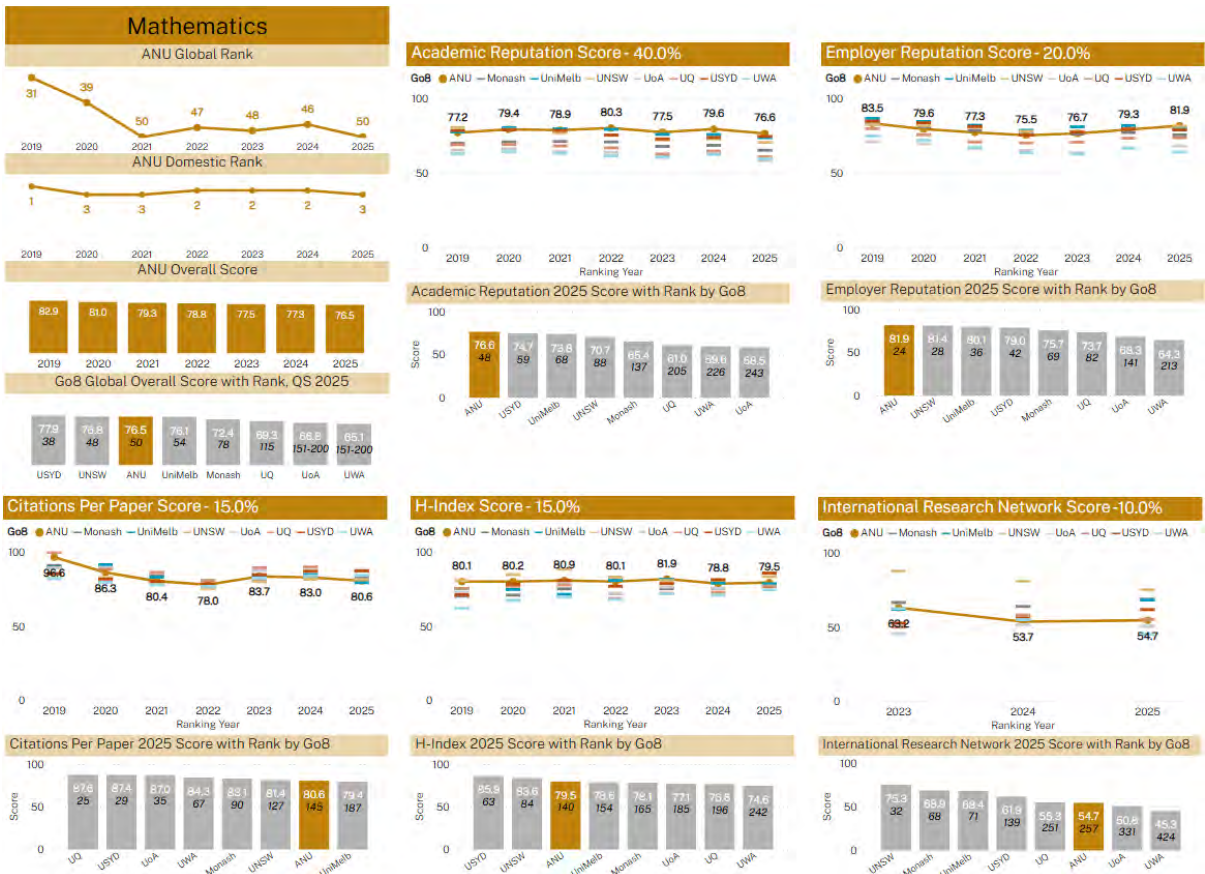 Mathematics
ANU Global Rank
31
39
50
47
48
46
50
2019 2020 2021 2022 2023 2024 2025
ANU Domestic Rank
1 3 3 2 2 2 3
2019 2020 2021 2022 2023 2024 2025
ANU Overall Score
82.9 81.0 79.3 78.8 77.5 77.3 76.5
2019 2020 2021 2022 2023 2024 2025
Go8 Global Overall Score with Rank, QS 2025
77.9 76.8 76.5 76.1 72.4 69.3 66.8 65.1
38 48 50 54 78 115 151-200 151-200
USYD UNSW ANU UniMelb Monash UQ UoA UWA
Academic Reputation Score - 40.0%
Go8 ANU Monash UniMelb UNSW UoA UQ USYD UWA
100
77.2 79.4 78.9 80.3 77.5 79.6 76.6
50
0
2019 2020 2021 2022 2023 2024 2025
Ranking Year
Academic Reputation 2025 Score with Rank by Go8
100
50
0
Score
76.6 74.7 73.8 70.7 65.4 61.0 59.6 58.5
48 59 68 88 137 205 226 243
ANU USYD UniMelb UNSW Monash UQ UWA UoA
Employer Reputation Score - 20.0%
Go8 ANU Monash UniMelb UNSW UoA UQ USYD UWA
100
83.5 79.6 77.3 75.5 76.7 79.3 81.9
50
0
2019 2020 2021 2022 2023 2024 2025
Ranking Year
Employer Reputation 2025 Score with Rank by Go8
100
50
0
Score
81.9 81.4 80.1 79.0 75.7 73.7 68.3 64.3
24 28 36 42 69 82 141 213
ANU UNSW UniMelb USYD Monash UQ UoA UWA
Citations Per Paper Score - 15.0%
Go8 ANU Monash UniMelb UNSW UoA UQ USYD UWA
100
96.6 86.3 80.4 78.0 83.7 83.0 80.6
50
0
2019 2020 2021 2022 2023 2024 2025
Ranking Year
Citations Per Paper 2025 Score with Rank by Go8
100
50
0
Score
87.6 87.4 87.0 84.3 83.1 81.4 80.6 79.4
25 29 35 67 90 127 145 187
UQ USYD UoA UWA Monash UNSW ANU UniMelb
H-Index Score - 15.0%
Go8 ANU Monash UniMelb UNSW UoA UQ USYD UWA
100
80.1 80.2 80.9 80.1 81.9 78.8 79.5
50
0
2019 2020 2021 2022 2023 2024 2025
Ranking Year
H-Index 2025 Score with Rank by Go8
100
50
0
Score
85.9 83.6 79.5 78.6 78.1 77.1 76.8 74.6
63 84 140 154 165 185 196 242
USYD UNSW ANU UniMelb Monash UoA UQ UWA
International Research Network Score -10.0%
Go8 ANU Monash UniMelb UNSW UoA UQ USYD UWA
100
63.2 53.7 54.7
50
0
2023 2024 2025
Ranking Year
International Research Network 2025 Score with Rank by Go8
100
50
0
Score
75.3 68.9 68.4 61.9 55.3 54.7 50.8 45.3
32 68 71 139 251 257 331 424
UNSW Monash UniMelb USYD UQ ANU UoA UWA